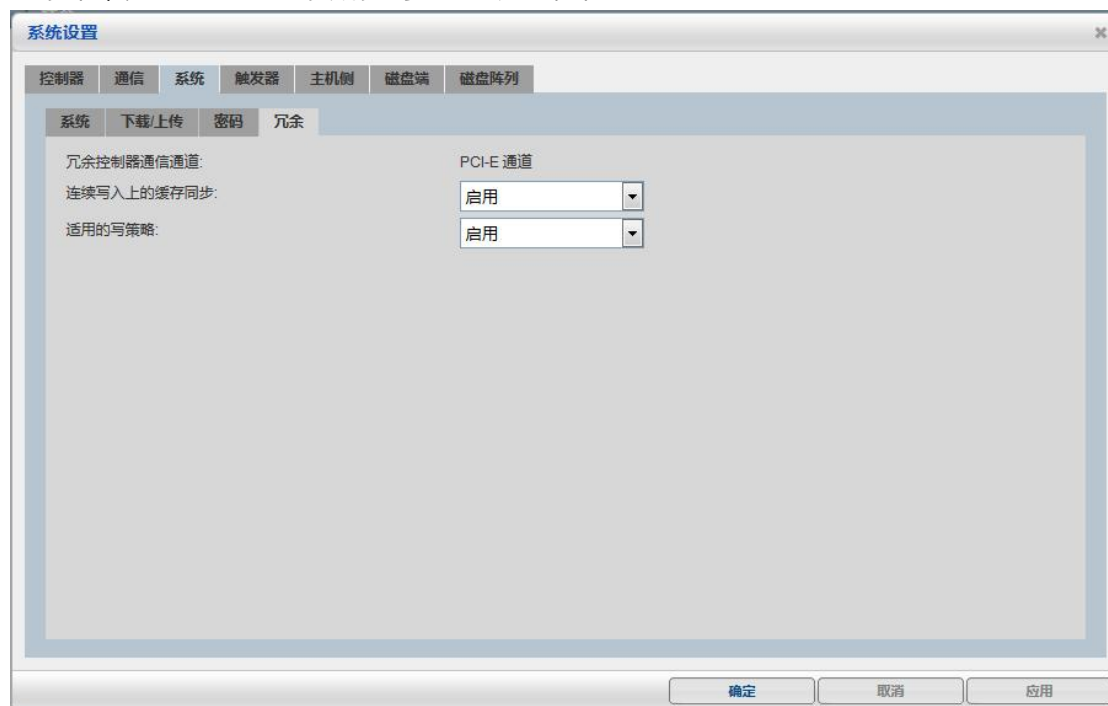 系统设置
控制器 通信 系统 触发器 主机侧 磁盘端 磁盘阵列
系统 下载/上传 密码 冗余
冗余控制器通信通道: PCI-E 通道
连续写入上的缓存同步: 启用
适用的写策略: 启用
确定 取消 应用